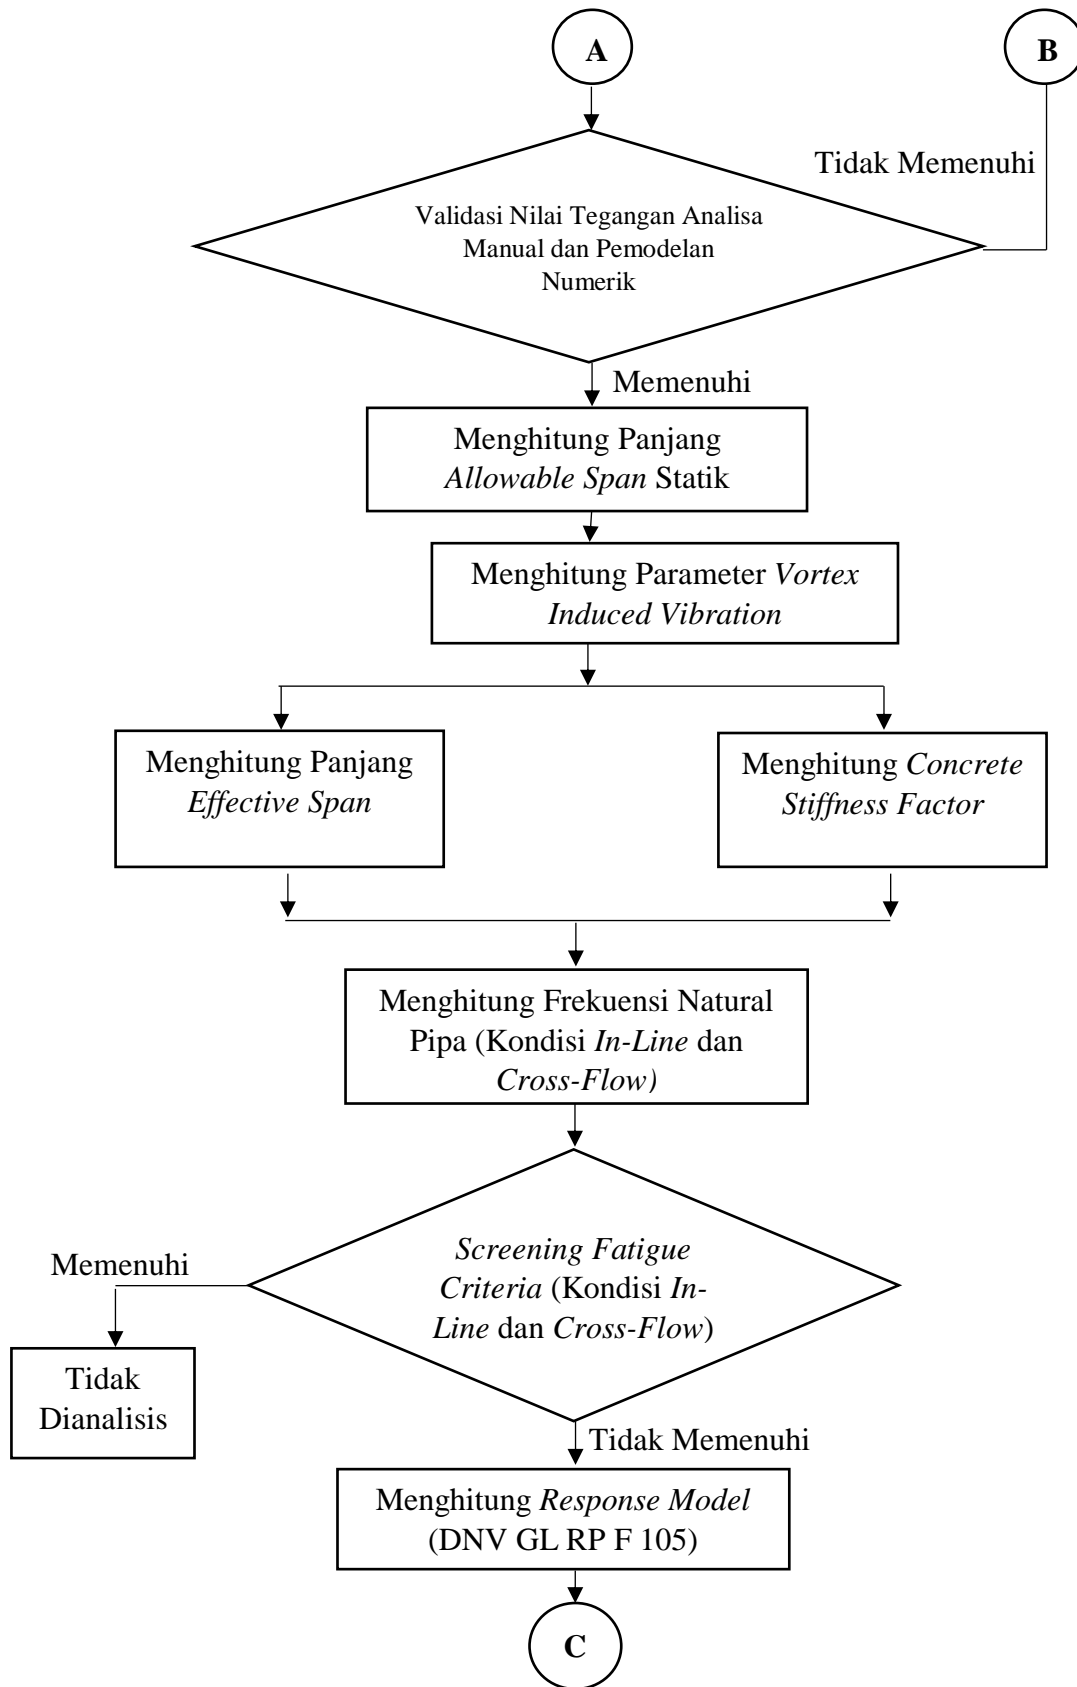 A
B
Tidak Memenuhi
Validasi Nilai Tegangan Analisa
Manual dan Pemodelan
Numerik
Memenuhi
Menghitung Panjang
Allowable Span Statik
Menghitung Parameter Vortex
Induced Vibration
Menghitung Panjang
Effective Span
Menghitung Concrete
Stiffness Factor
Menghitung Frekuensi Natural
Pipa (Kondisi In-Line dan
Cross-Flow)
Screening Fatigue
Criteria (Kondisi In-
Line dan Cross-Flow)
Memenuhi
Tidak
Dianalisis
Tidak Memenuhi
Menghitung Response Model
(DNV GL RP F 105)
C